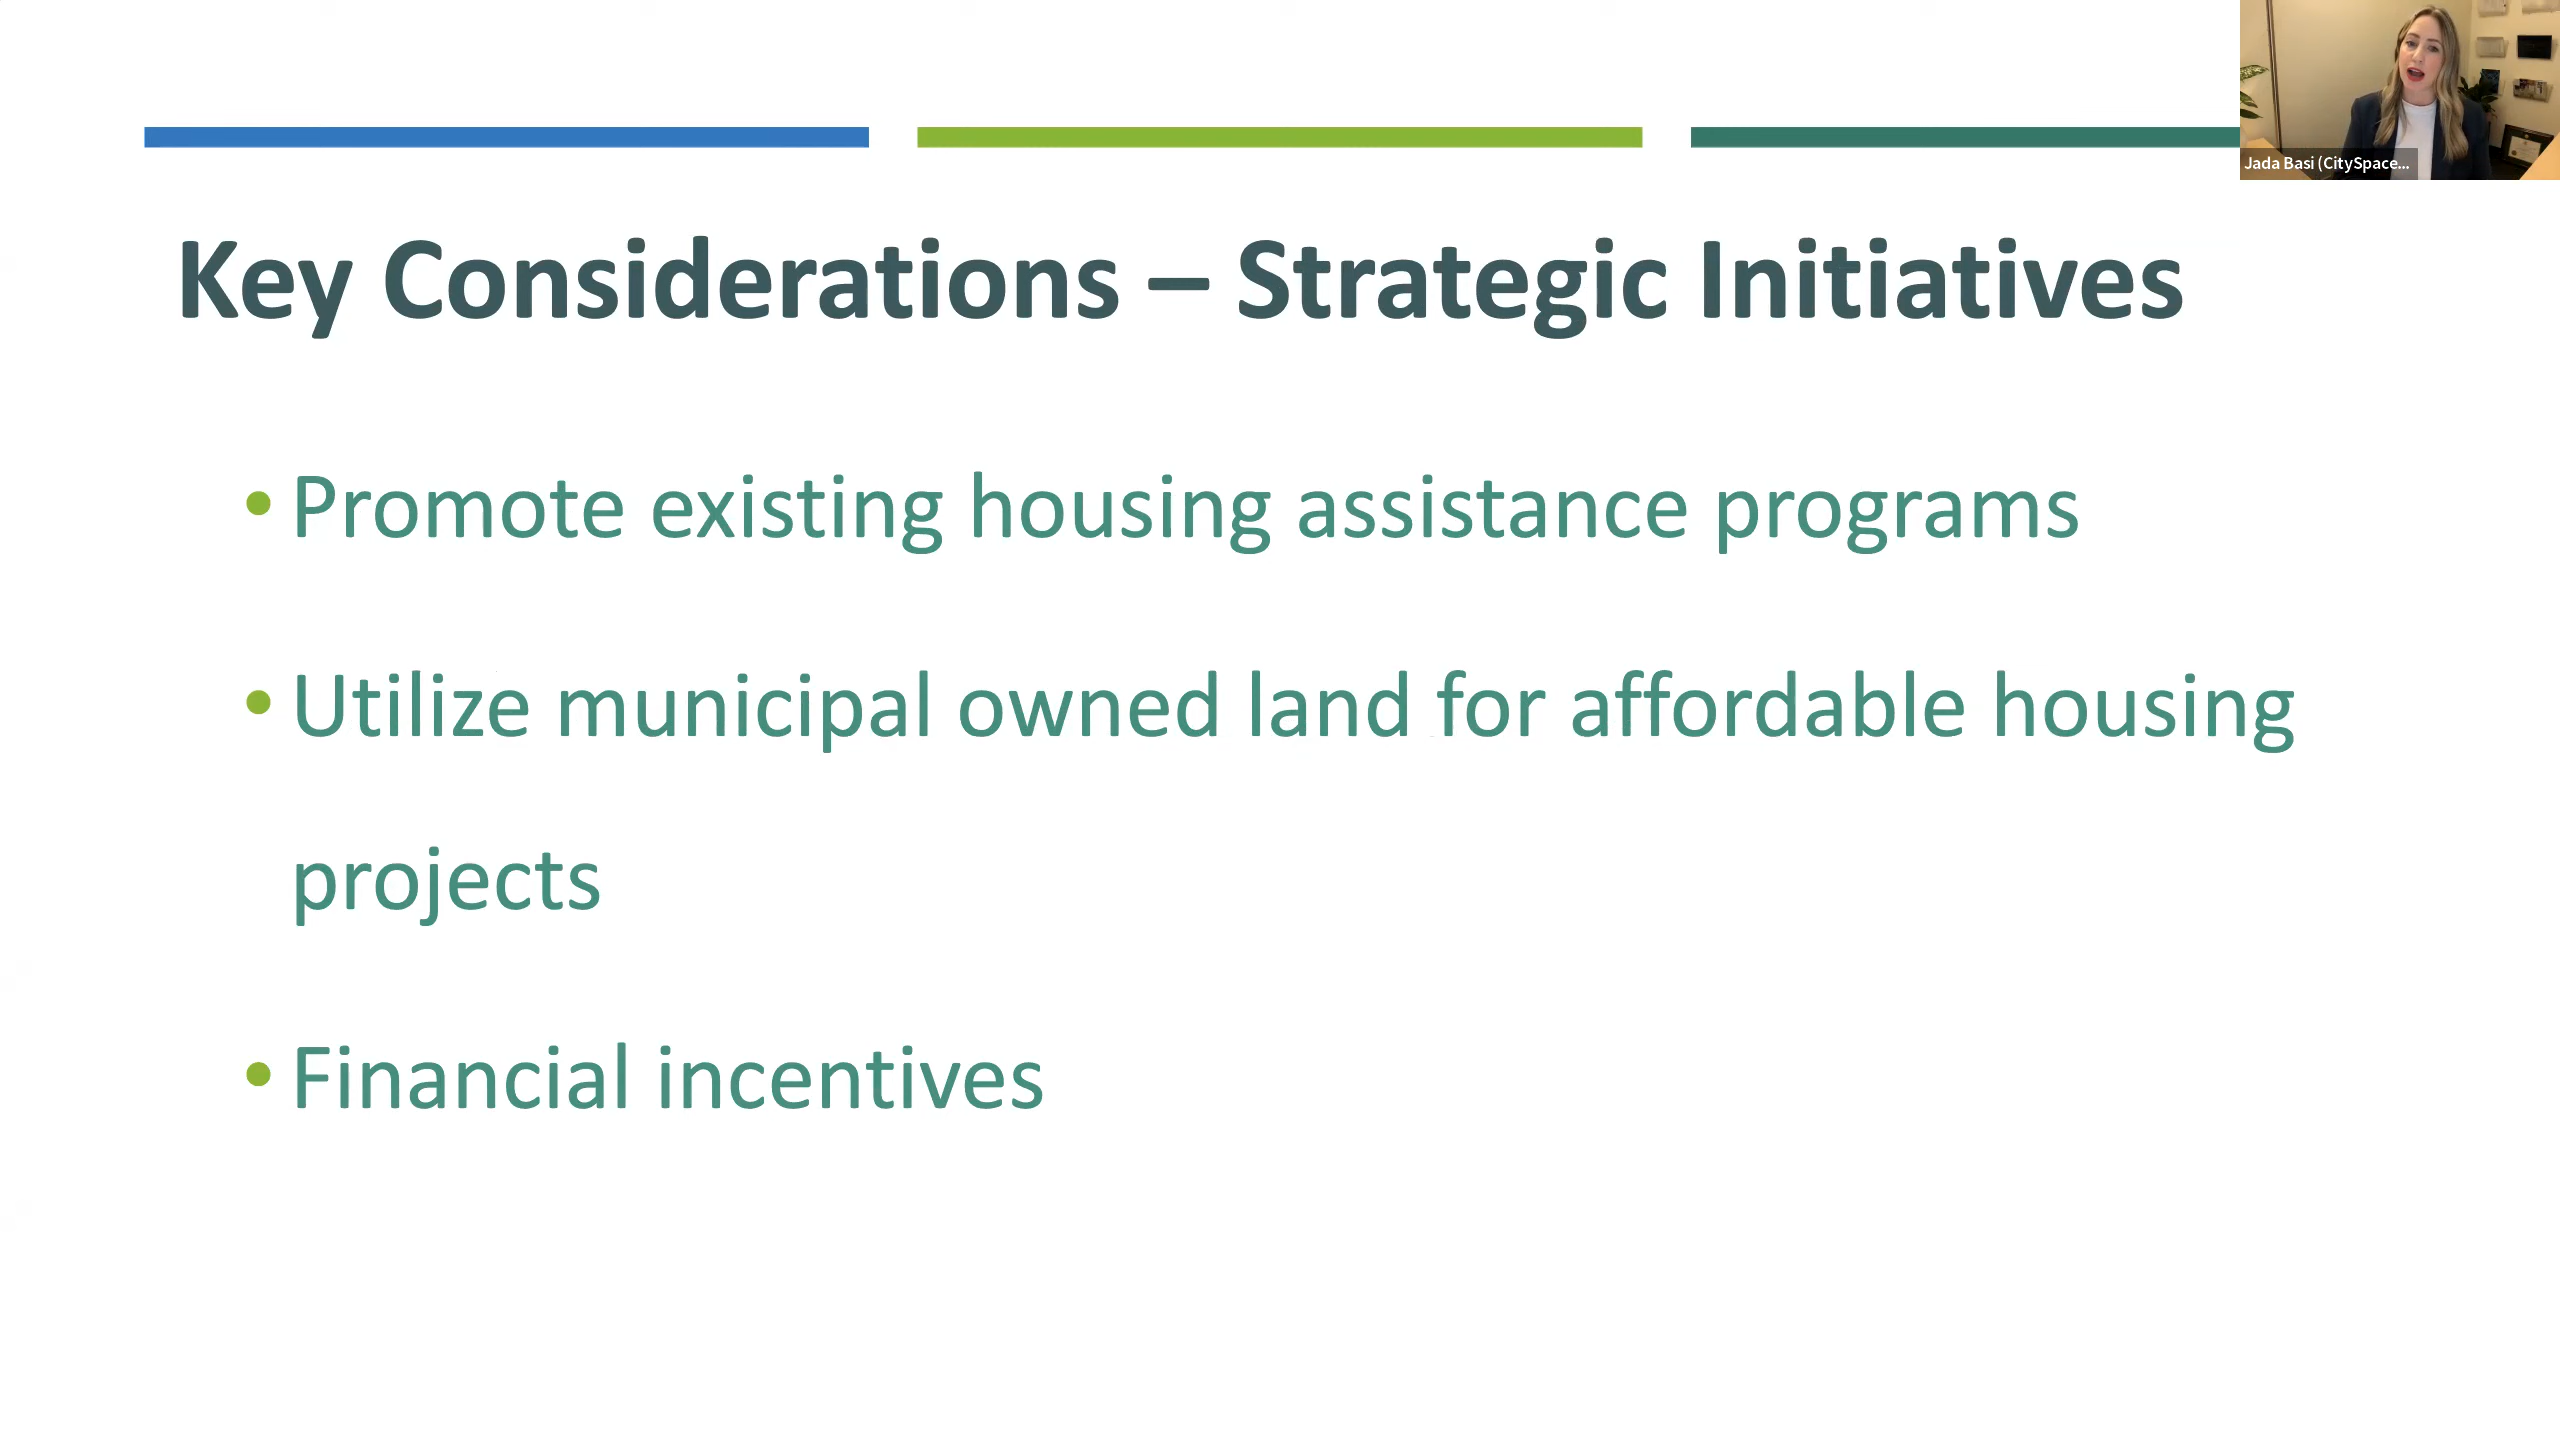 Jada Basi (CitySpace...
Key Considerations – Strategic Initiatives
• Promote existing housing assistance programs
• Utilize municipal owned land for affordable housing
projects
• Financial incentives